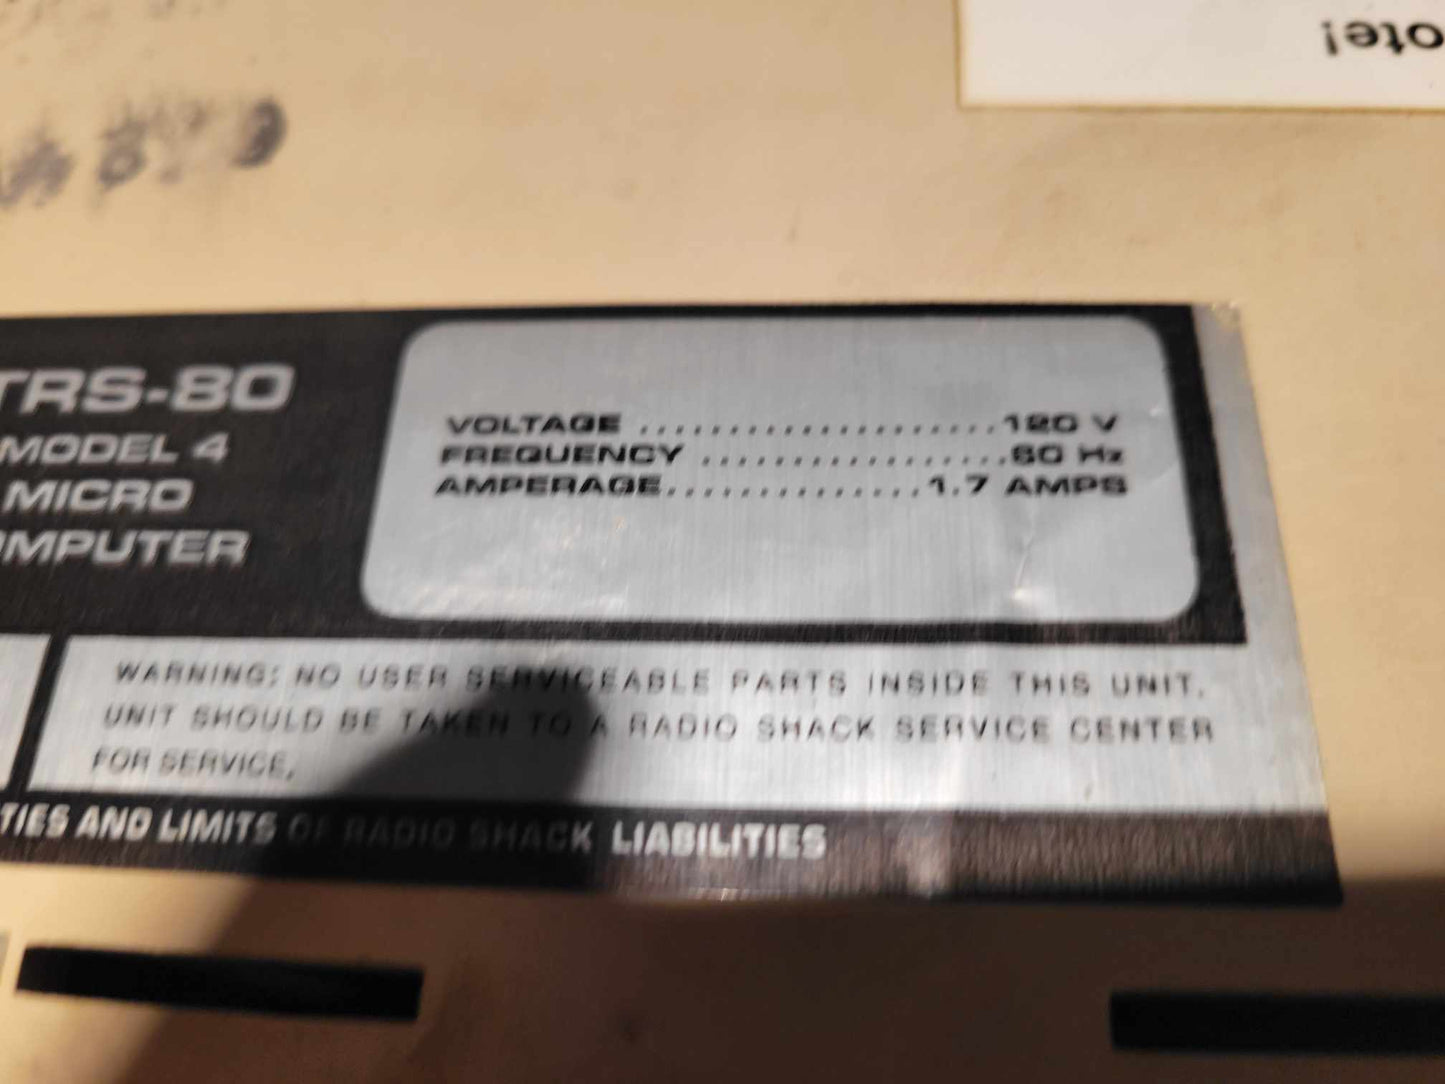 ote!
TRS-80
MODEL 4
MICRO
OMPUTER
VOLTAGE ........................120 V
FREQUENCY ....................60 Hz
AMPERAGE.................1.7 AMPS
WARNING: NO USER SERVICEABLE PARTS INSIDE THIS UNIT.
UNIT SHOULD BE TAKEN TO A RADIO SHACK SERVICE CENTER
FOR SERVICE.
TIES AND LIMITS OF RADIO SHACK LIABILITIES